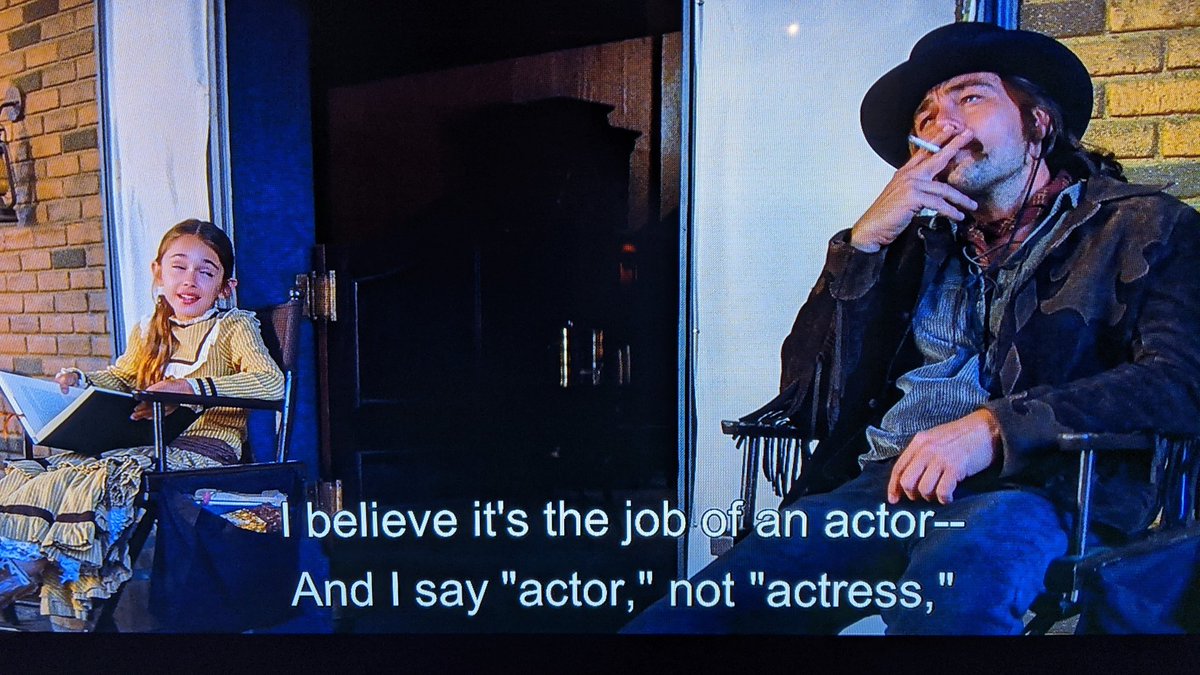 I believe it's the job of an actor--
And I say "actor," not "actress,"